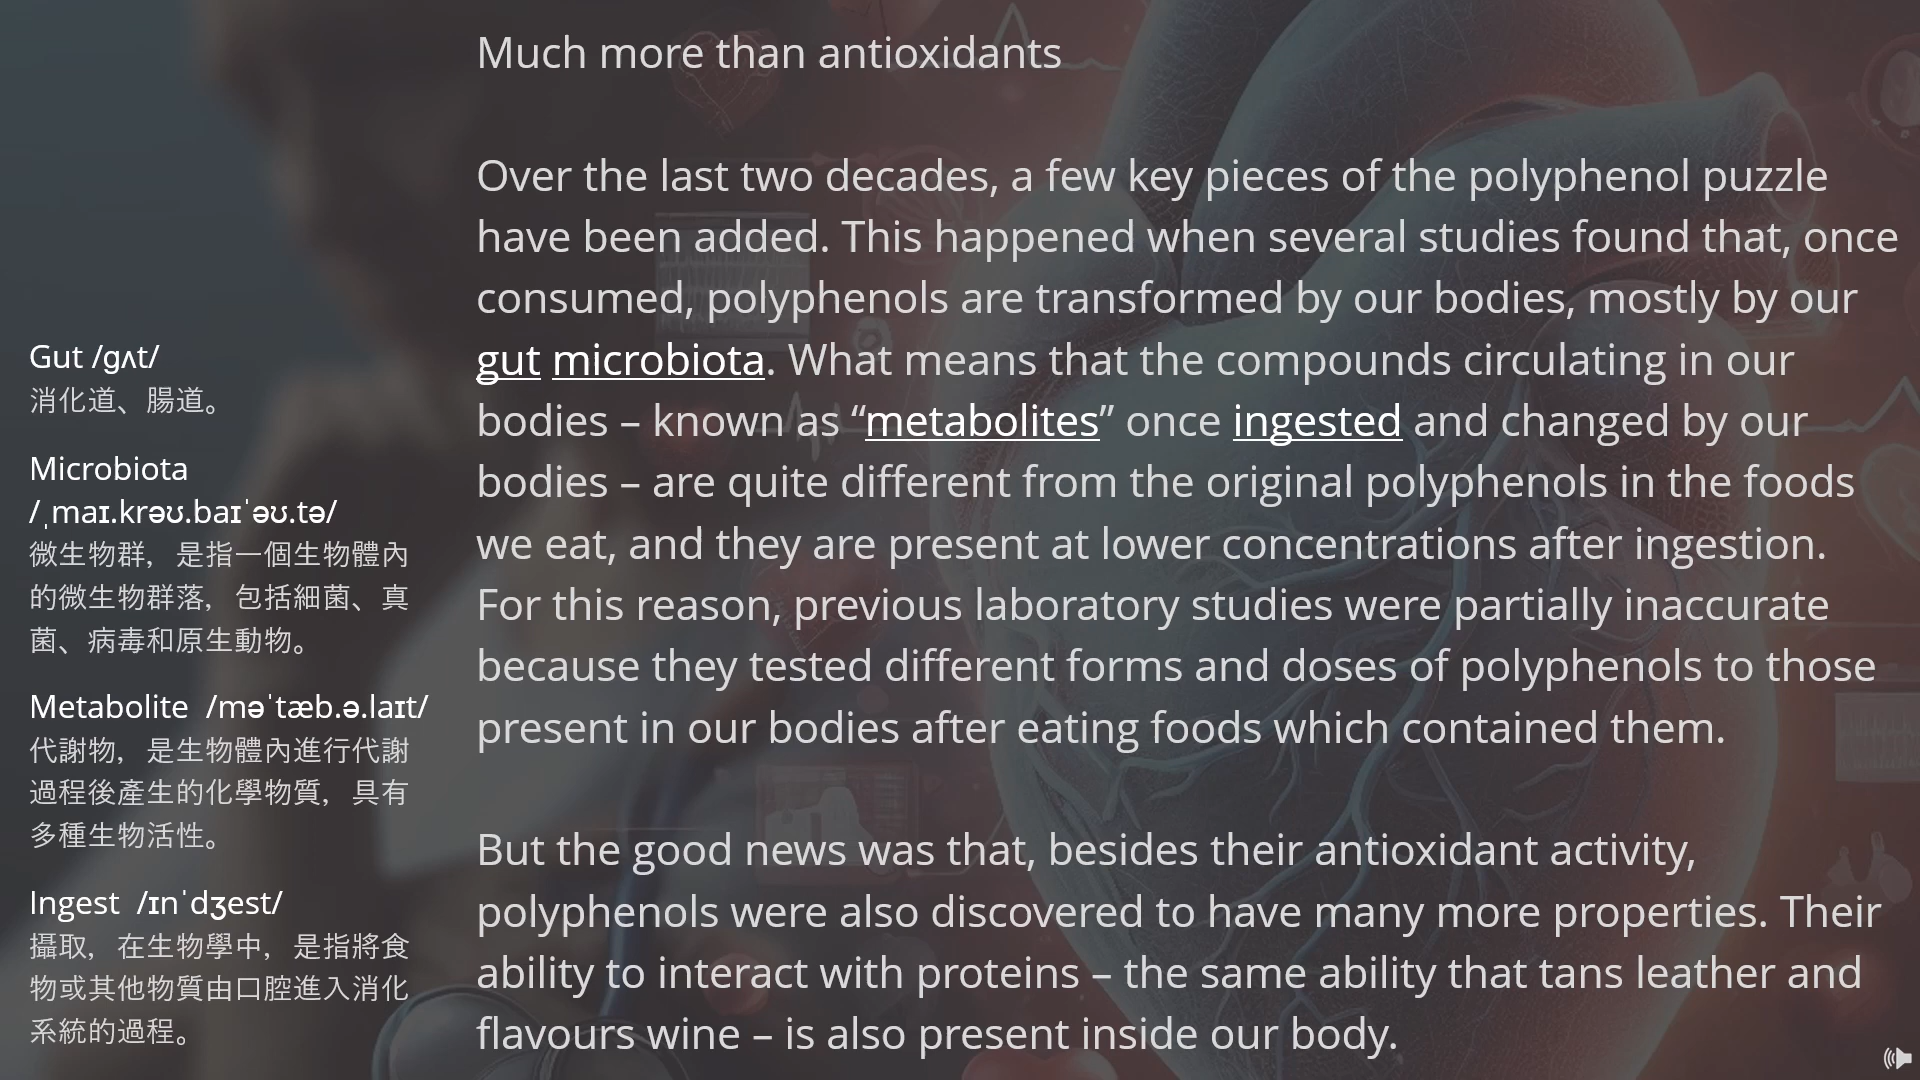 Much more than antioxidants
Over the last two decades, a few key pieces of the polyphenol puzzle
have been added. This happened when several studies found that, once
consumed, polyphenols are transformed by our bodies, mostly by our
gut microbiota. What means that the compounds circulating in our
bodies – known as “metabolites” once ingested and changed by our
bodies – are quite different from the original polyphenols in the foods
we eat, and they are present at lower concentrations after ingestion.
For this reason, previous laboratory studies were partially inaccurate
because they tested different forms and doses of polyphenols to those
present in our bodies after eating foods which contained them.
But the good news was that, besides their antioxidant activity,
polyphenols were also discovered to have many more properties. Their
ability to interact with proteins – the same ability that tans leather and
flavours wine – is also present inside our body.
Gut /ɡʌt/
消化道、腸道。
Microbiota
/ˌmaɪ.krəʊ.baɪˈəʊ.tə/
微生物群，是指一個生物體內
的微生物群落，包括細菌、真
菌、病毒和原生動物。
Metabolite /məˈtæb.ə.laɪt/
代謝物，是生物體內進行代謝
過程後產生的化學物質，具有
多種生物活性。
Ingest /ɪnˈdʒest/
攝取，在生物學中，是指將食
物或其他物質由口腔進入消化
系統的過程。